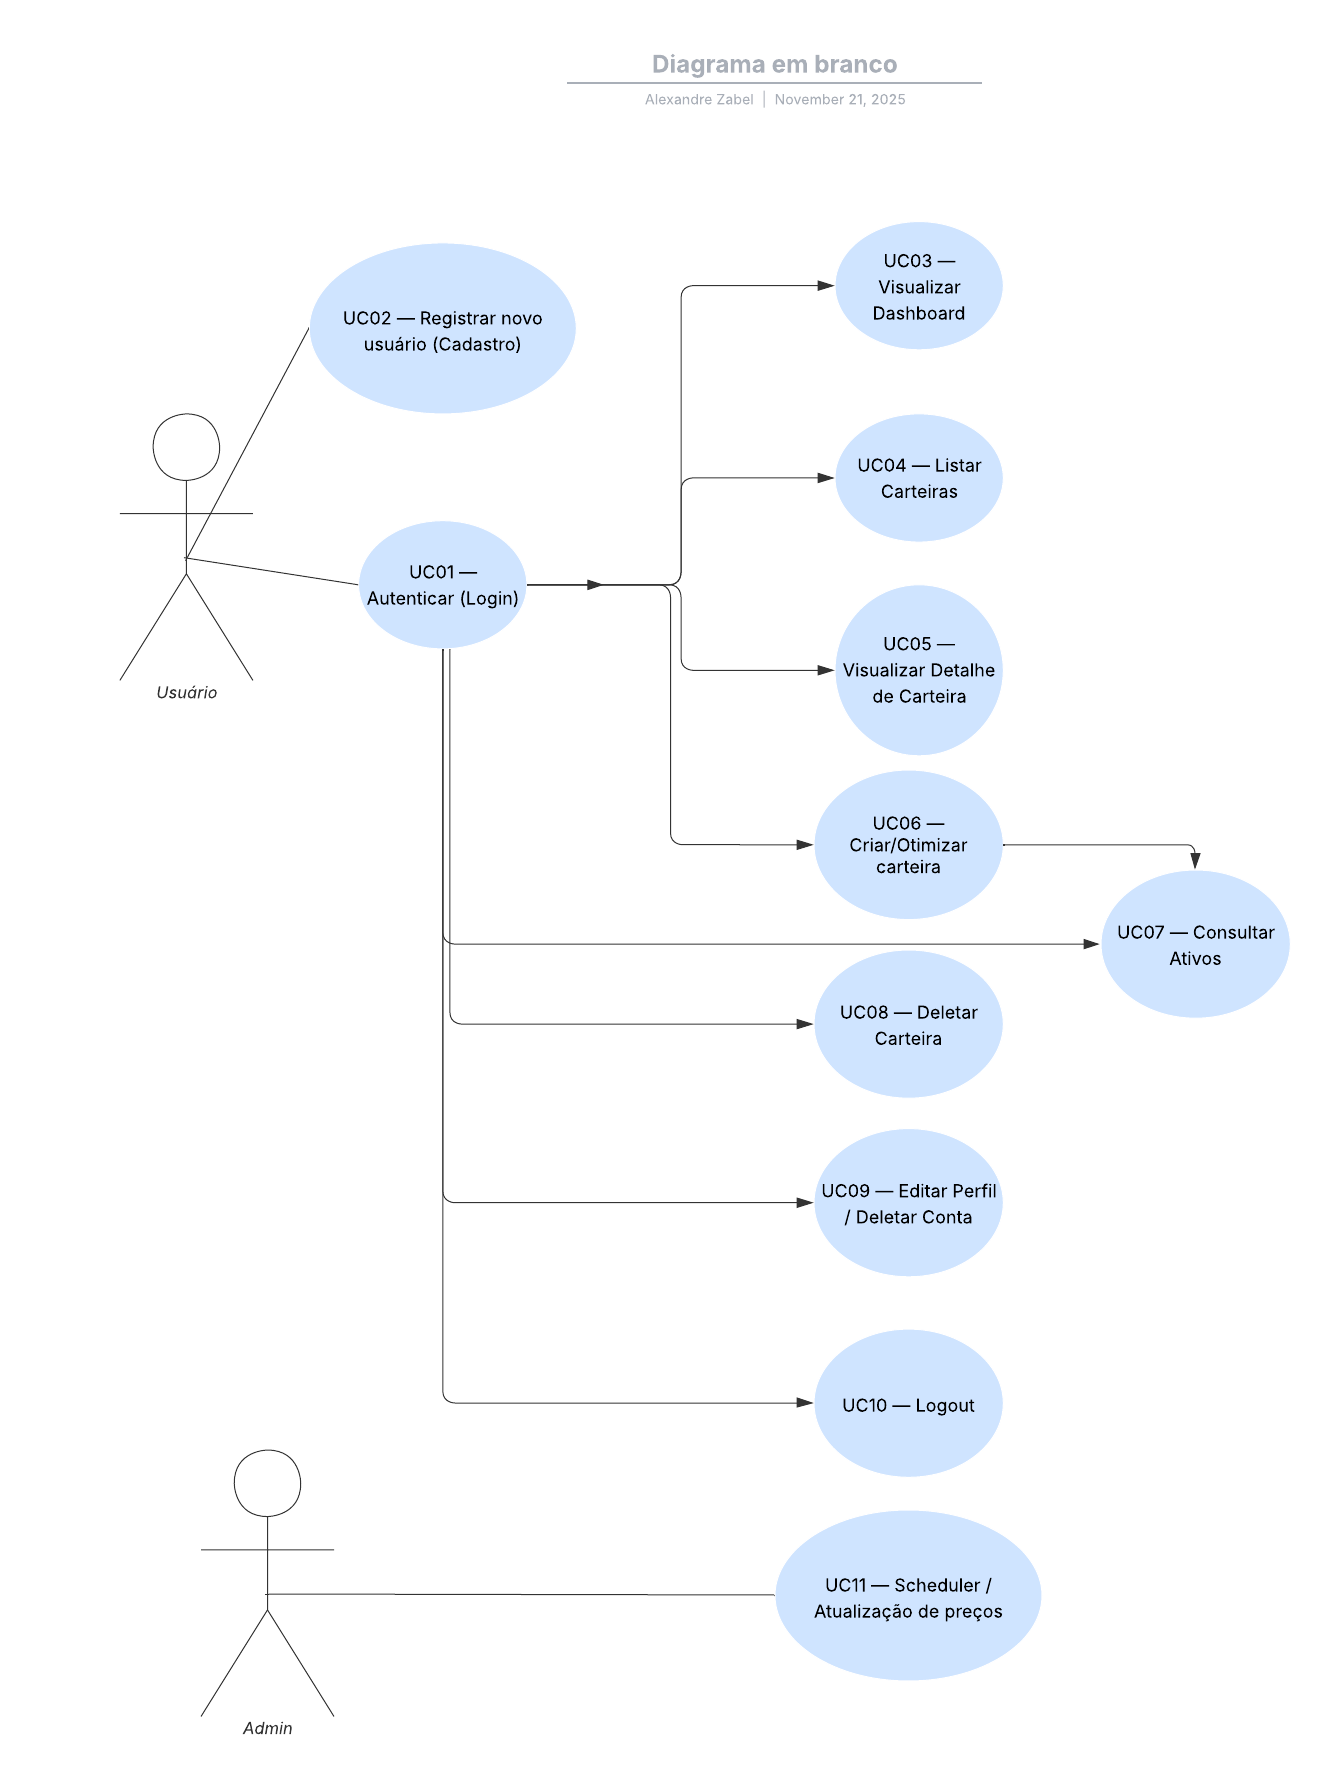 Diagrama em branco
Alexandre Zabel | November 21, 2025
UC03 —
Visualizar
Dashboard
UC02 — Registrar novo
usuário (Cadastro)
UC04 — Listar
Carteiras
UC01 —
Autenticar (Login)
UC05 —
Visualizar Detalhe
de Carteira
Usuário
UC06 —
Criar/Otimizar
carteira
UC07 — Consultar
Ativos
UC08 — Deletar
Carteira
UC09 — Editar Perfil
/ Deletar Conta
UC10 — Logout
UC11 — Scheduler /
Atualização de preços
Admin